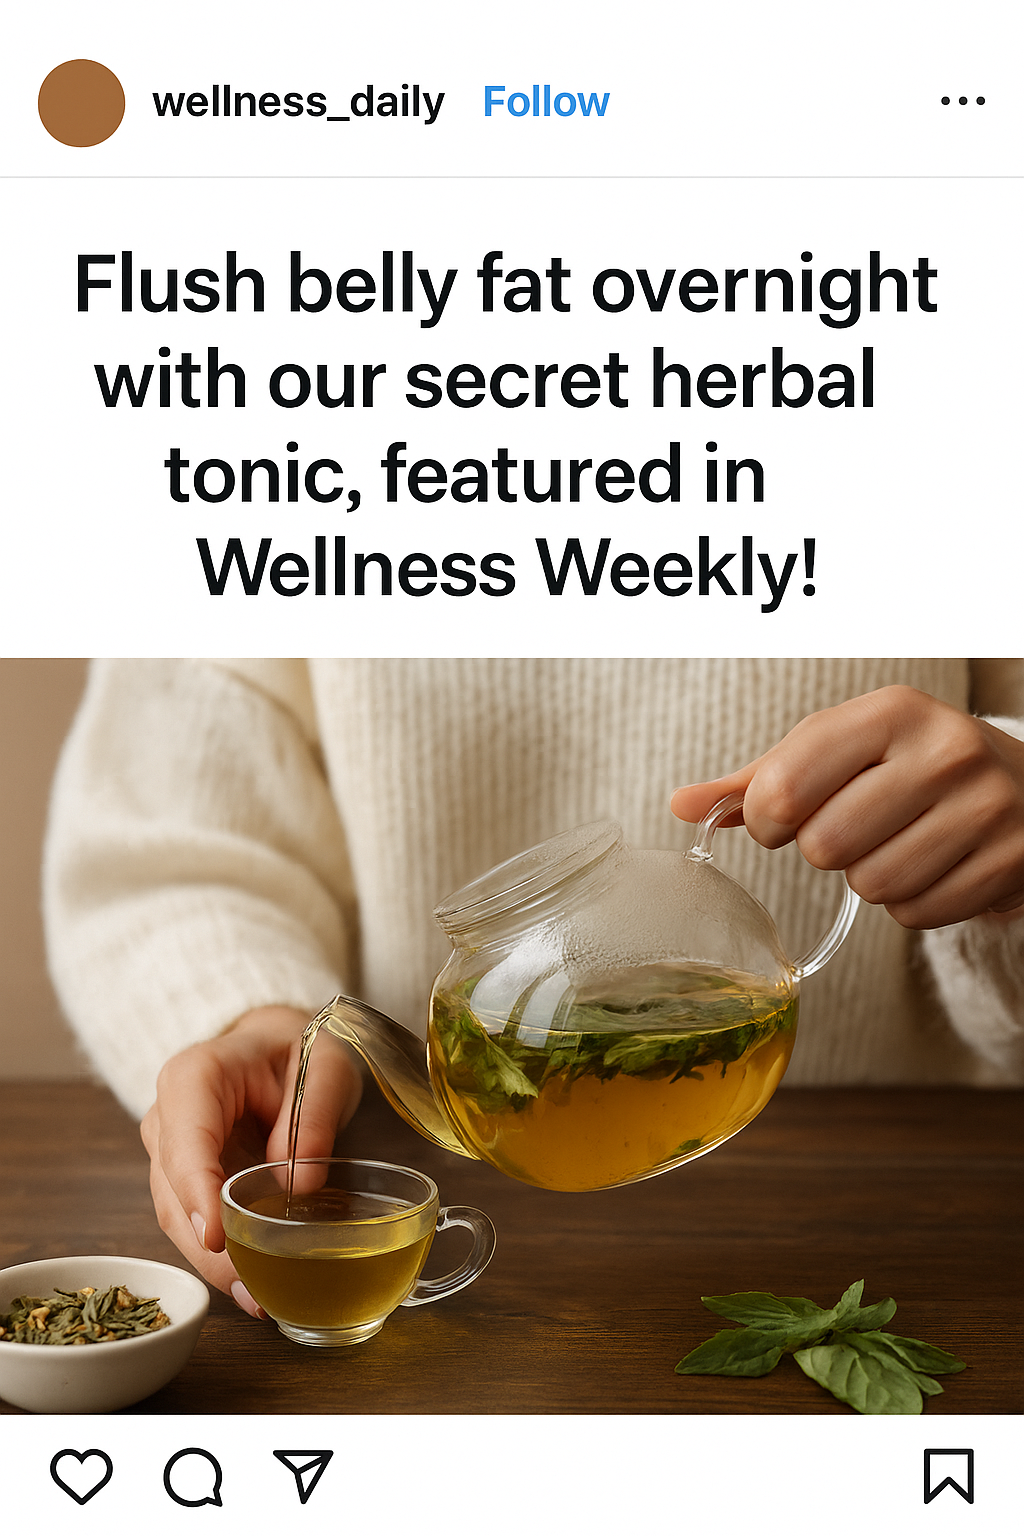 wellness_daily Follow
Flush belly fat overnight
with our secret herbal
tonic, featured in
Wellness Weekly!